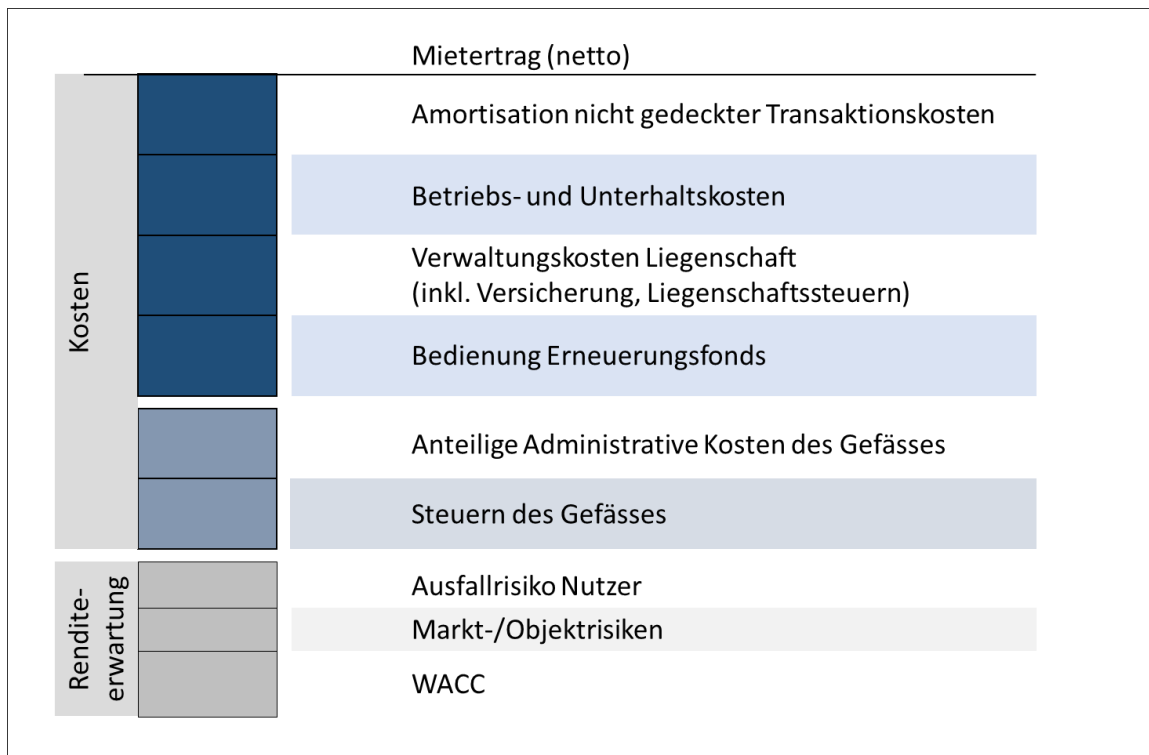 Mietertrag (netto)
Kosten
Amortisation nicht gedeckter Transaktionskosten
Betriebs- und Unterhaltskosten
Verwaltungskosten Liegenschaft
(inkl. Versicherung, Liegenschaftssteuern)
Bedienung Erneuerungsfonds
Anteilige Administrative Kosten des Gefässes
Steuern des Gefässes
Rendite-
erwartung
Ausfallrisiko Nutzer
Markt-/Objektrisiken
WACC